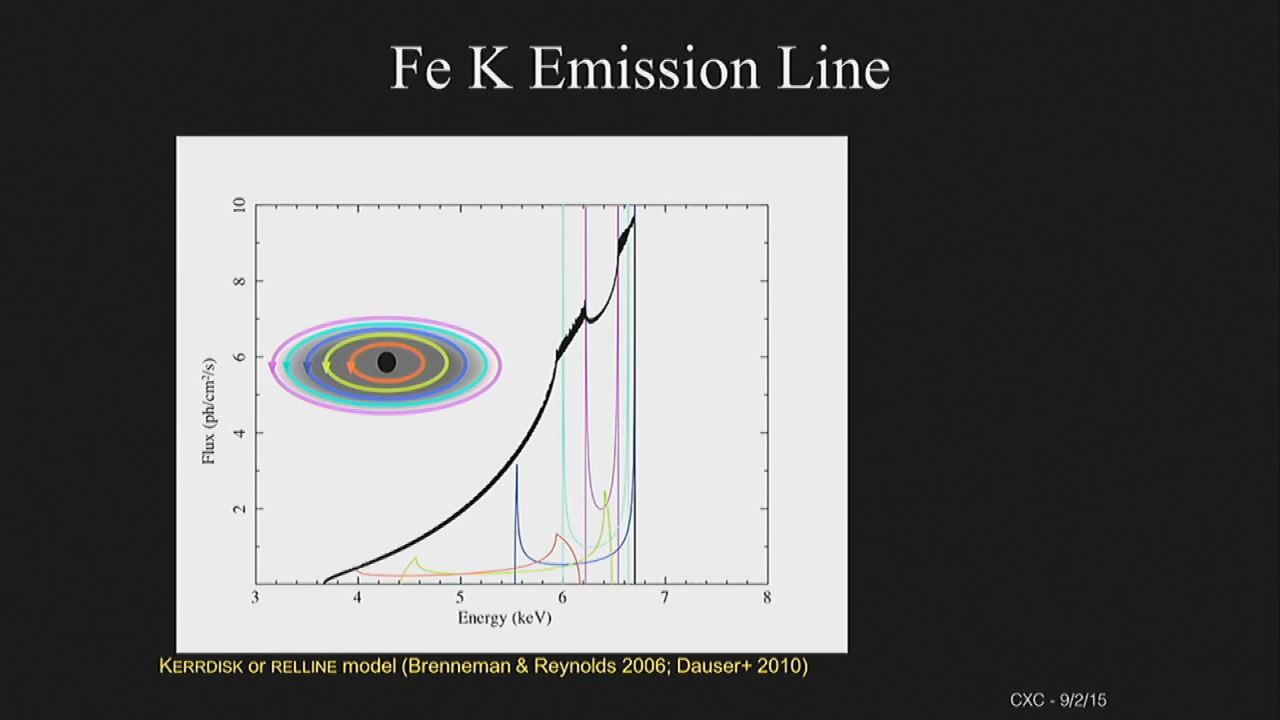 Fe K Emission Line
10
8
6
4
2
Flux (ph/cm²/s)
3 4 5 6 7 8
Energy (keV)
KERRDISK or RELLINE model (Brenneman & Reynolds 2006; Dauser+ 2010)
CXC - 9/2/15